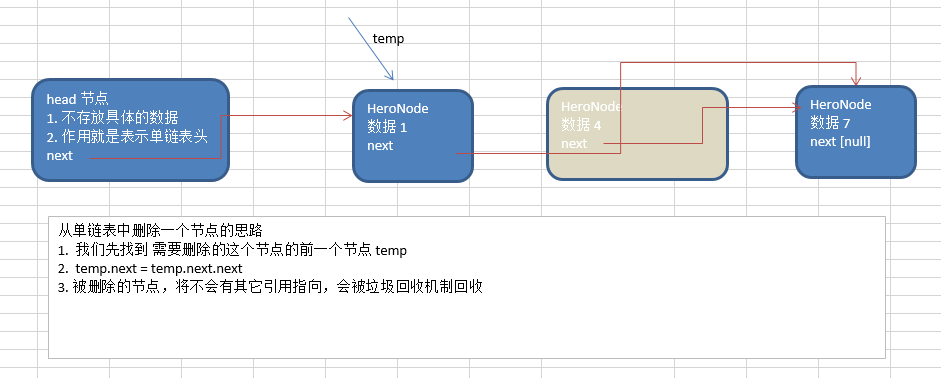 temp
head 节点
1. 不存放具体的数据
2. 作用就是表示单链表头
next
HeroNode
数据 1
next
HeroNode
数据 4
next
HeroNode
数据 7
next [null]
从单链表中删除一个节点的思路
1. 我们先找到 需要删除的这个节点的前一个节点 temp
2. temp.next = temp.next.next
3. 被删除的节点，将不会有其它引用指向，会被垃圾回收机制回收